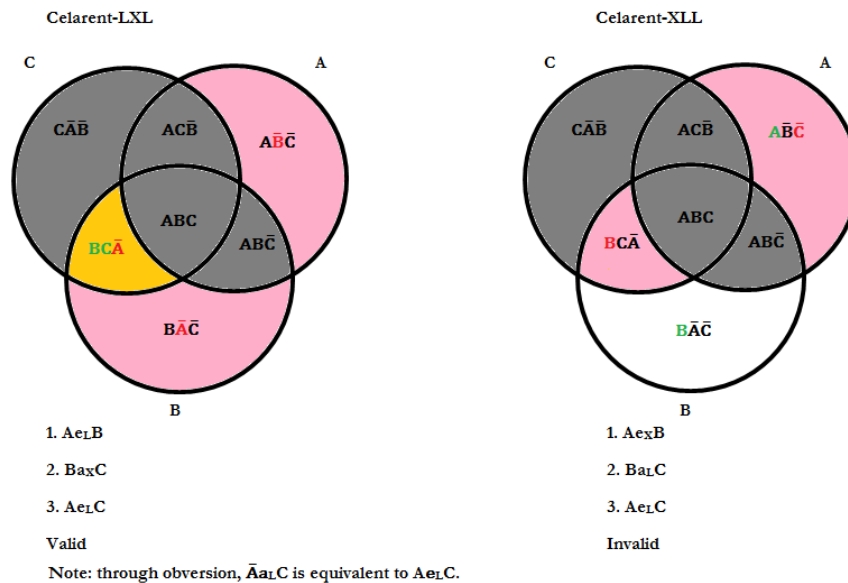 Celarent-LXL
C
A
CĀB̄
ACB̄
AB̄C̄
ABC
BCĀ
ABC̄
BĀC̄
B
1. AeLB
2. BaXC
3. AeLC
Valid
Celarent-XLL
C
A
CĀB̄
ACB̄
AB̄C̄
ABC
BCĀ
ABC̄
BĀC̄
B
1. AeXB
2. BaLC
3. AeLC
Invalid
Note: through obversion, ĀaLC is equivalent to AeLC.